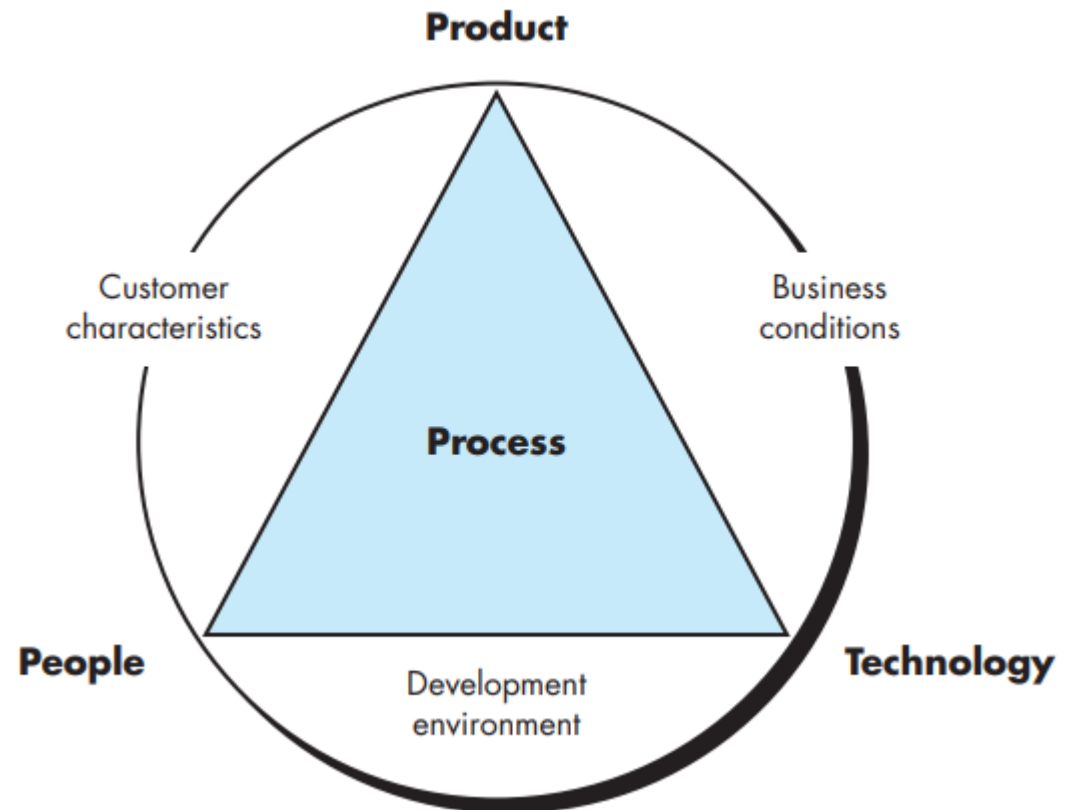 Product
Customer
characteristics
Business
conditions
Process
People
Technology
Development
environment